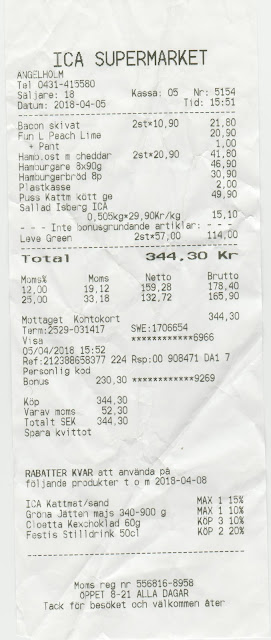 ICA SUPERMARKET
ÄNGELHOLM
Tel 0431-415580
Säljare: 18 Kassa: 05 Nr: 5154
Datum: 2018-04-05 Tid: 15:51
Bacon skivat 2st*10,90 21,80
Fun L Peach Lime 20,90
+ Pant 1,00
Hamb.ost m cheddar 2st*20,90 41,80
Hamburgare 8x90g 46,90
Hamburgerbröd 8p 30,90
Plastkasse 2,00
Puss Kattm kött ge 49,90
Sallad Isberg ICA
0,505kg*29,90Kr/kg 15,10
- - - Inte bonusgrundande artiklar: - - -
Leve Green 2st*57,00 114,00
Total 344,30 Kr
Moms% Moms Netto Brutto
12,00 19,12 159,28 178,40
25,00 33,18 132,72 165,90
Mottaget Kontokort 344,30
Term:2529-031417 SWE:1706654
Visa ************6966
05/04/2018 15:52
Ref:212388658377 224 Rsp:00 908471 DA1 7
Personlig kod
Bonus 230,30 ************9269
Köp 344,30
Varav moms 52,30
Totalt SEK 344,30
Spara kvittot
RABATTER KVAR att använda på
följande produkter t o m 2018-04-08
ICA Kattmat/sand MAX 1 15%
Gröna Jätten majs 340-900 g MAX 1 10%
Cloetta Kexchoklad 60g KÖP 3 10%
Festis Stilldrink 50cl KÖP 2 20%
Moms reg nr 556816-8958
ÖPPET 8-21 ALLA DAGAR
Tack för besöket och välkommen åter